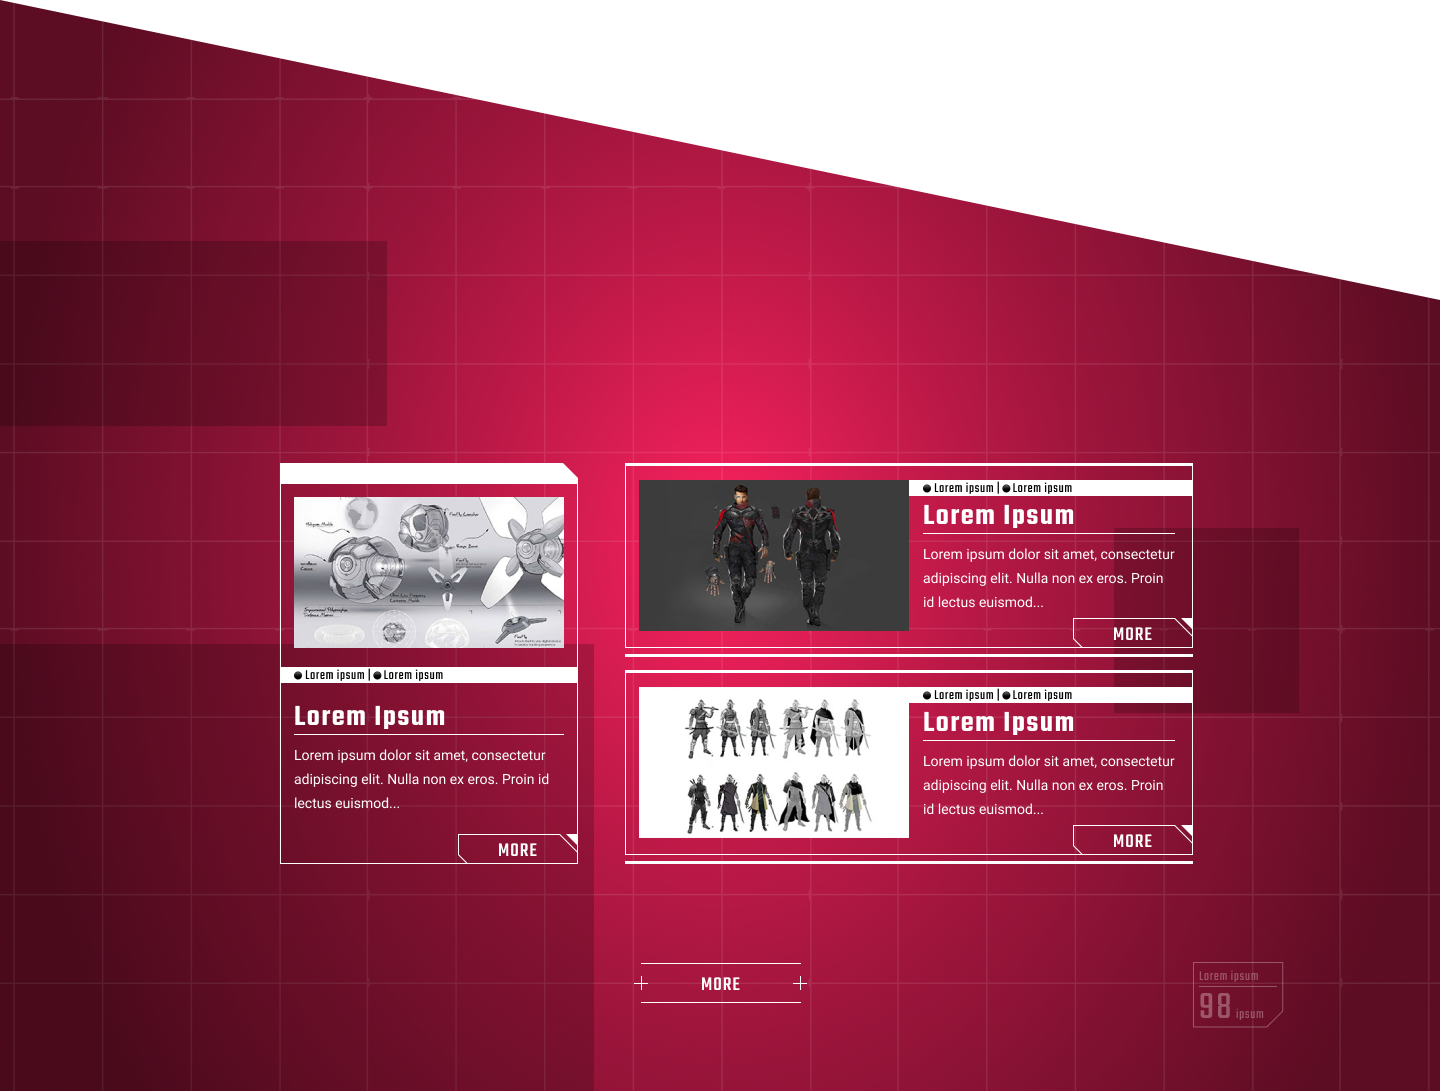 Lorem ipsum | Lorem ipsum
Lorem Ipsum
Lorem ipsum dolor sit amet, consectetur
adipiscing elit. Nulla non ex eros. Proin id
lectus euismod...
MORE
Lorem ipsum | Lorem ipsum
Lorem Ipsum
Lorem ipsum dolor sit amet, consectetur
adipiscing elit. Nulla non ex eros. Proin
id lectus euismod...
MORE
Lorem ipsum | Lorem ipsum
Lorem Ipsum
Lorem ipsum dolor sit amet, consectetur
adipiscing elit. Nulla non ex eros. Proin
id lectus euismod...
MORE
MORE
Lorem ipsum
98 ipsum